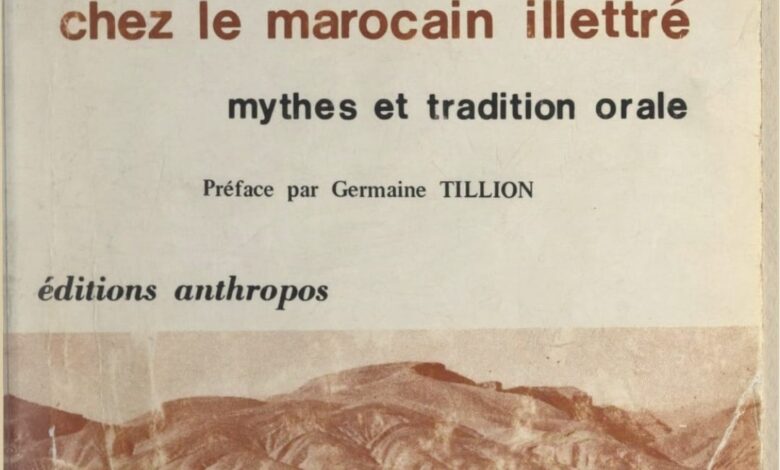 chez le marocain illettré
mythes et tradition orale
Préface par Germaine TILLION
éditions anthropos